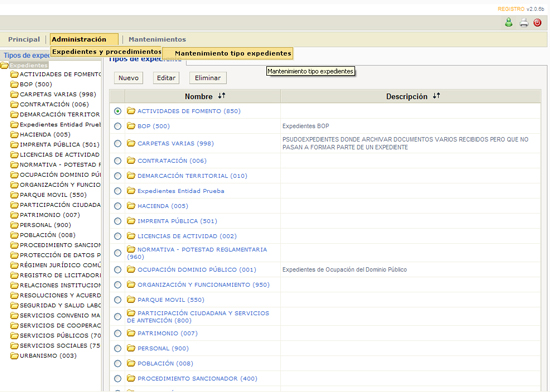 REGISTRO v2.0.6b
Principal
Administración
Mantenimientos
Expedientes y procedimientos
Mantenimiento tipo expedientes
Mantenimiento tipo expedientes
Tipos de
Expedientes
ACTIVIDADES DE FOMENTO
BOP (500)
CARPETAS VARIAS (998)
CONTRATACIÓN (006)
DEMARCACIÓN TERRITOR
Expedientes Entidad Prueb
HACIENDA (005)
IMPRENTA PÚBLICA (501)
LICENCIAS DE ACTIVIDAD
NORMATIVA - POTESTAD F
OCUPACIÓN DOMINIO PÚ
ORGANIZACIÓN Y FUNCIO
PARQUE MOVIL (550)
PARTICIPACIÓN CIUDADA
PATRIMONIO (007)
PERSONAL (900)
POBLACIÓN (008)
PROCEDIMIENTO SANCION
PROTECCIÓN DE DATOS P
RÉGIMEN JURÍDICO COMÚ
REGISTRO DE LICITADOR
RELACIONES INSTITUCION
RESOLUCIONES Y ACUERD
SEGURIDAD Y SALUD LABO
SERVICIOS CONVENIO MA
SERVICIOS DE COOPERAC
SERVICIOS PÚBLICOS (70
SERVICIOS SOCIALES (75
URBANISMO (003)
Nuevo
Editar
Eliminar
Nombre
Descripción
ACTIVIDADES DE FOMENTO (850)
BOP (500)
Expedientes BOP
CARPETAS VARIAS (998)
PSUDOEXPEDIENTES DONDE ARCHIVAR DOCUMENTOS VARIOS RECIBIDOS PERO QUE NO
PASAN A FORMAR PARTE DE UN EXPEDIENTE
CONTRATACIÓN (006)
DEMARCACIÓN TERRITORIAL (010)
Expedientes Entidad Prueba
HACIENDA (005)
IMPRENTA PÚBLICA (501)
LICENCIAS DE ACTIVIDAD (002)
NORMATIVA - POTESTAD REGLAMENTARIA
(960)
OCUPACIÓN DOMINIO PÚBLICO (001)
Expedientes de Ocupación del Dominio Público
ORGANIZACIÓN Y FUNCIONAMIENTO (950)
PARQUE MOVIL (550)
PARTICIPACIÓN CIUDADANA Y SERVICIOS
DE ANTENCIÓN (800)
PATRIMONIO (007)
PERSONAL (900)
POBLACIÓN (008)
PROCEDIMIENTO SANCIONADOR (400)